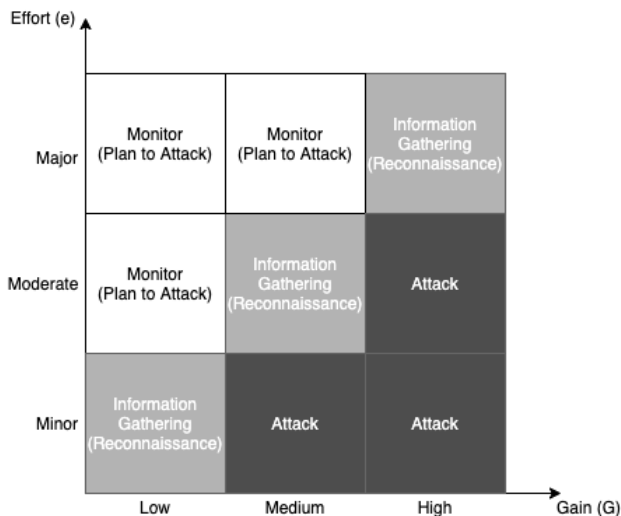 Effort (e)
Major
Monitor
(Plan to Attack)
Monitor
(Plan to Attack)
Information
Gathering
(Reconnaissance)
Moderate
Monitor
(Plan to Attack)
Information
Gathering
(Reconnaissance)
Attack
Minor
Information
Gathering
(Reconnaissance)
Attack
Attack
Low
Medium
High
Gain (G)